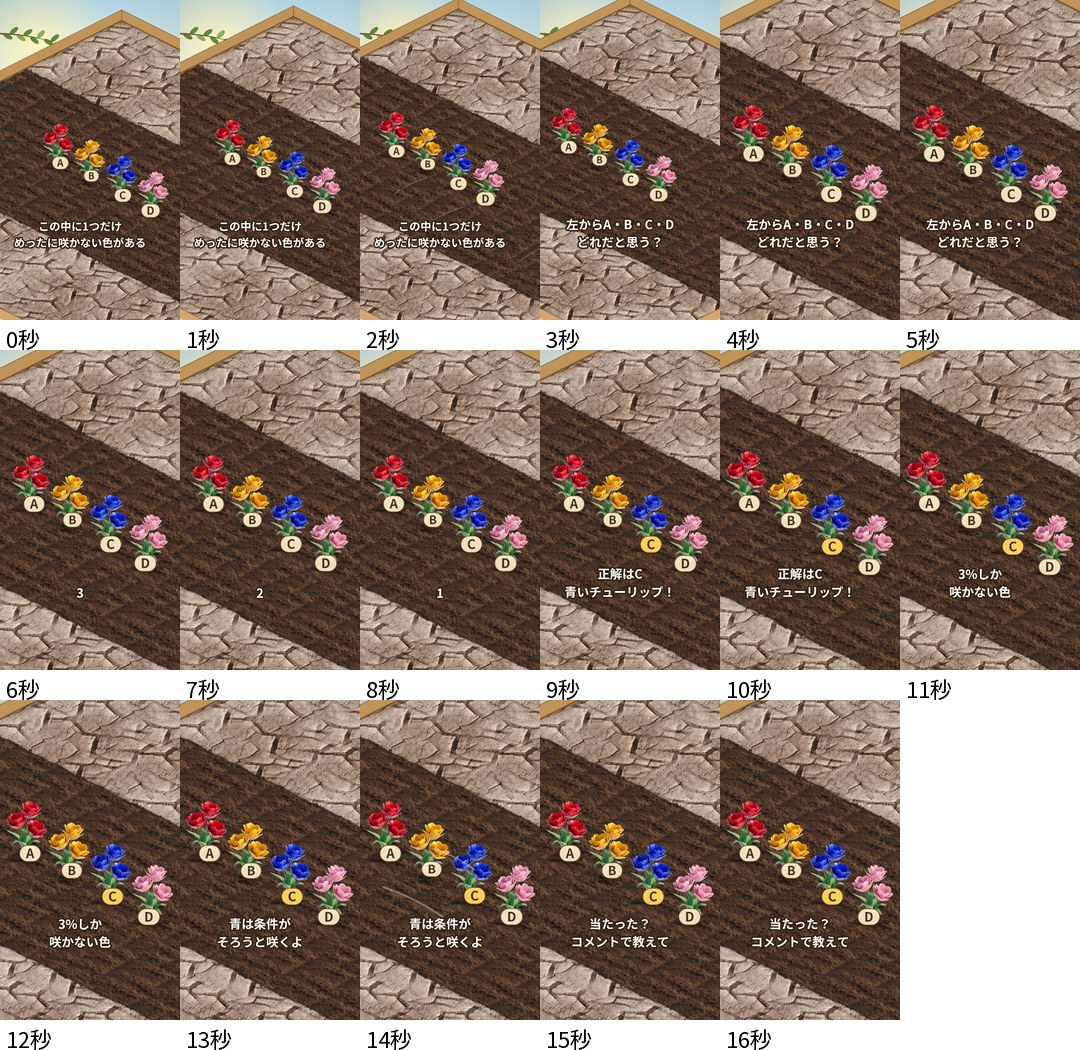 A
B
C
D
この中に1つだけ
めったに咲かない色がある
0秒
A
B
C
D
この中に1つだけ
めったに咲かない色がある
1秒
A
B
C
D
この中に1つだけ
めったに咲かない色がある
2秒
A
B
C
D
左からA・B・C・D
どれだと思う？
3秒
A
B
C
D
左からA・B・C・D
どれだと思う？
4秒
A
B
C
D
左からA・B・C・D
どれだと思う？
5秒
A
B
C
D
3
6秒
A
B
C
D
2
7秒
A
B
C
D
1
8秒
A
B
C
D
正解はC
青いチューリップ！
9秒
A
B
C
D
正解はC
青いチューリップ！
10秒
A
B
C
D
3%しか
咲かない色
11秒
A
B
C
D
3%しか
咲かない色
12秒
A
B
C
D
青は条件が
そろうと咲くよ
13秒
A
B
C
D
青は条件が
そろうと咲くよ
14秒
A
B
C
D
当たった？
コメントで教えて
15秒
A
B
C
D
当たった？
コメントで教えて
16秒